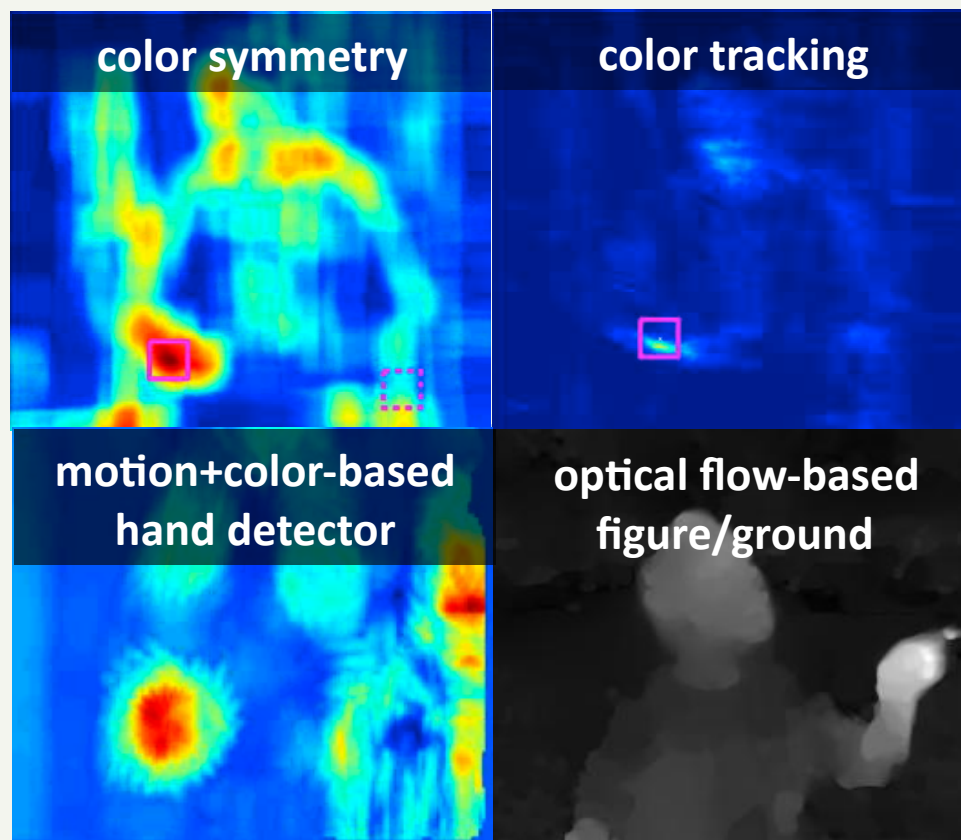 color symmetry
color tracking
motion+color-based
hand detector
optical flow-based
figure/ground